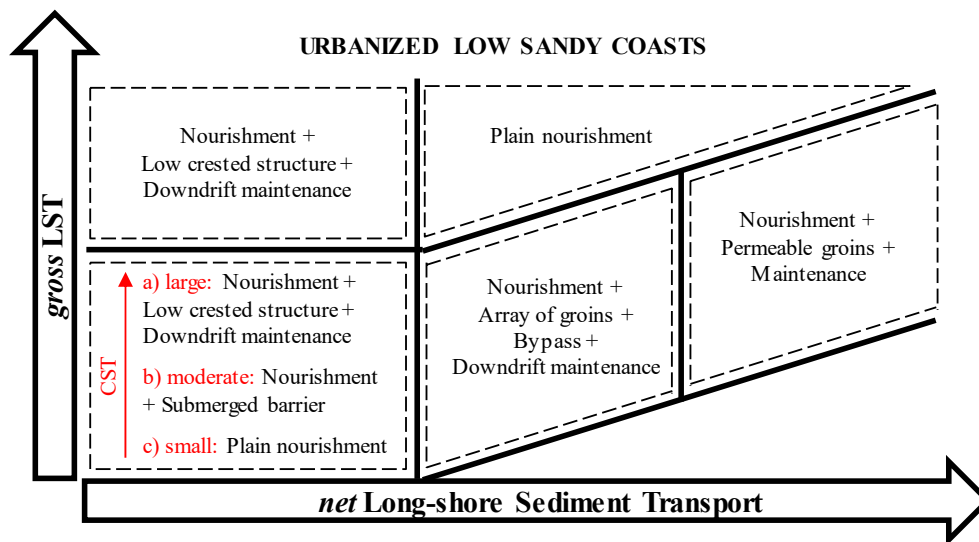 URBANIZED LOW SANDY COASTS
gross LST
Nourishment +
Low crested structure +
Downdrift maintenance
Plain nourishment
CST
a) large: Nourishment +
Low crested structure +
Downdrift maintenance
b) moderate: Nourishment
+ Submerged barrier
c) small: Plain nourishment
Nourishment +
Array of groins +
Bypass +
Downdrift maintenance
Nourishment +
Permeable groins +
Maintenance
net Long-shore Sediment Transport